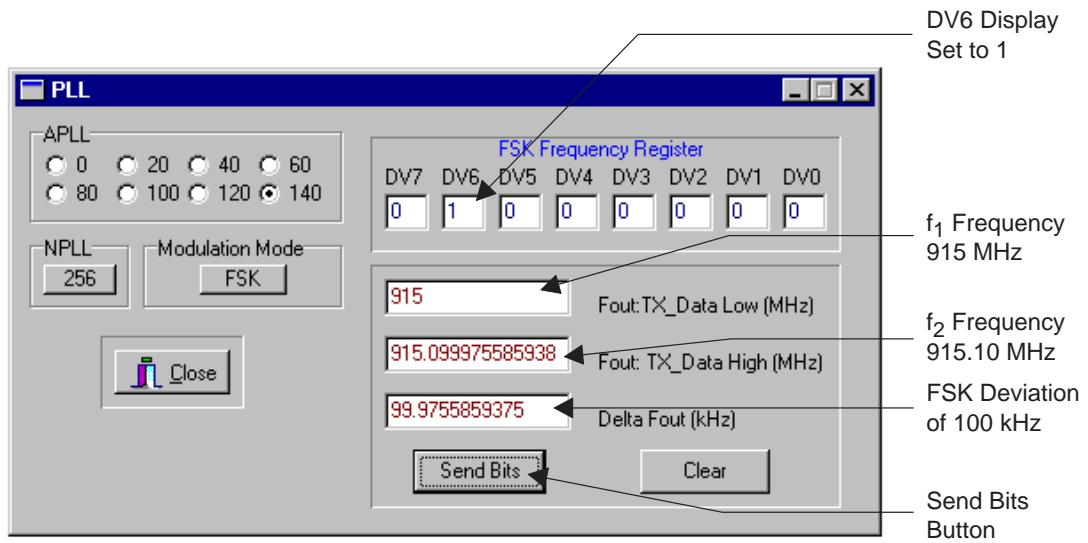 DV6 Display
Set to 1
PLL
APLL
0 20 40 60
80 100 120 140
FSK Frequency Register
DV7 DV6 DV5 DV4 DV3 DV2 DV1 DV0
0 1 0 0 0 0 0 0
NPLL
256
Modulation Mode
FSK
f1 Frequency
915 MHz
915
Fout:TX_Data Low (MHz)
f2 Frequency
915.10 MHz
915.099975585938
Fout: TX_Data High (MHz)
Close
FSK Deviation
of 100 kHz
99.9755859375
Delta Fout (kHz)
Send Bits
Clear
Send Bits
Button